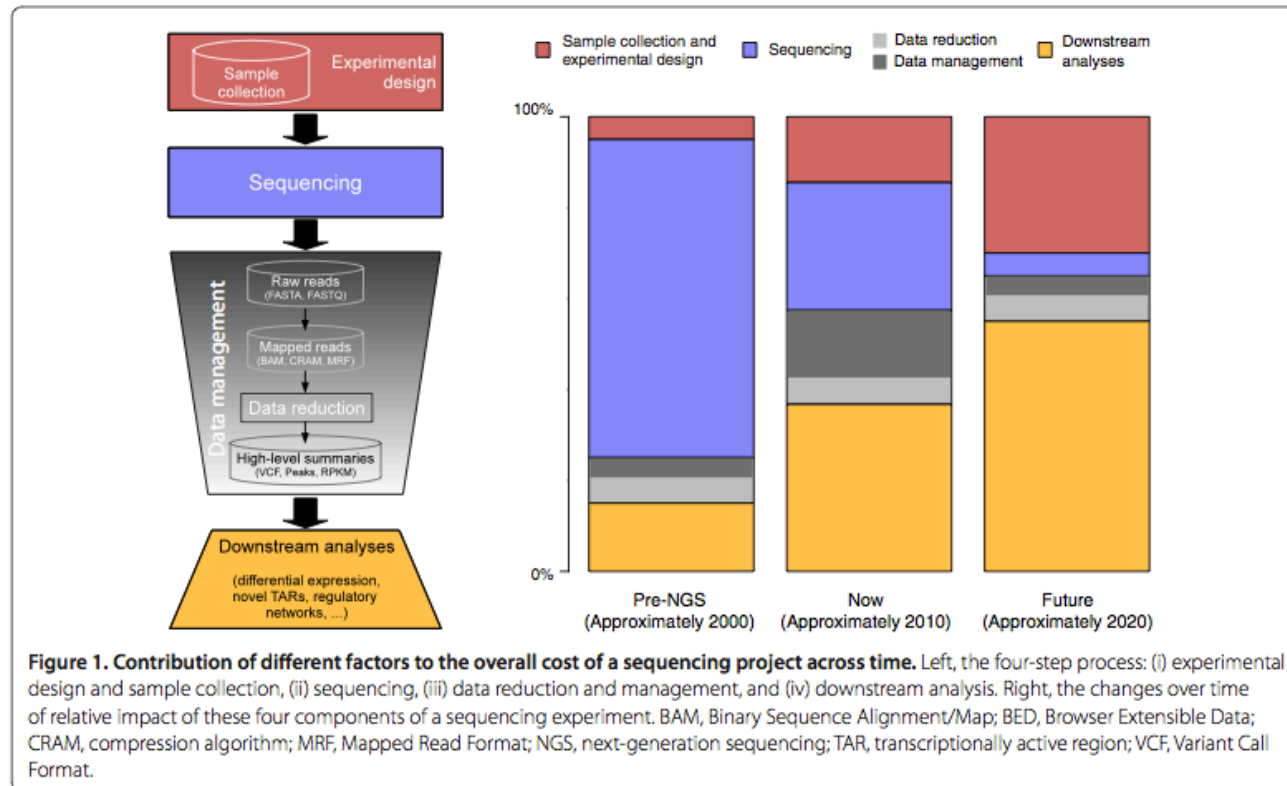 Sample
collection
Experimental
design
Sequencing
Data management
Raw reads
(FASTA, FASTQ)
Mapped reads
(BAM, CRAM, MRF)
Data reduction
High-level summaries
(VCF, Peaks, RPKM)
Downstream analyses
(differential expression,
novel TARs, regulatory
networks, ...)
Sample collection and
experimental design
Sequencing
Data reduction
Data management
Downstream
analyses
100%
0%
Pre-NGS
(Approximately 2000)
Now
(Approximately 2010)
Future
(Approximately 2020)
Figure 1. Contribution of different factors to the overall cost of a sequencing project across time. Left, the four-step process: (i) experimental
design and sample collection, (ii) sequencing, (iii) data reduction and management, and (iv) downstream analysis. Right, the changes over time
of relative impact of these four components of a sequencing experiment. BAM, Binary Sequence Alignment/Map; BED, Browser Extensible Data;
CRAM, compression algorithm; MRF, Mapped Read Format; NGS, next-generation sequencing; TAR, transcriptionally active region; VCF, Variant Call
Format.